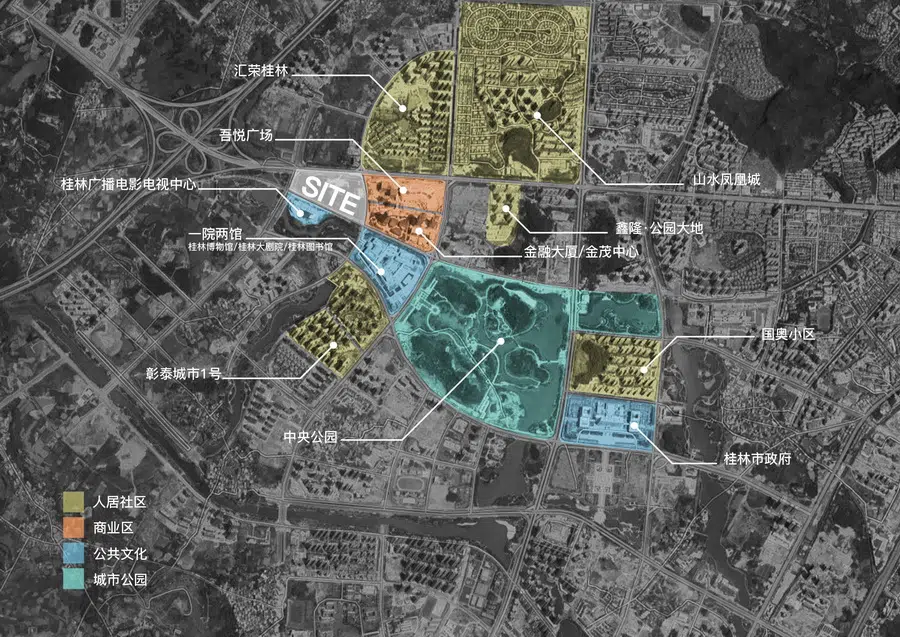 汇荣桂林
吾悦广场
桂林广播电影电视中心
SITE
山水凤凰城
一院两馆
桂林博物馆/桂林大剧院/桂林图书馆
鑫隆·公园大地
金融大厦/金茂中心
国奥小区
彰泰城市1号
中央公园
桂林市政府
人居社区
商业区
公共文化
城市公园